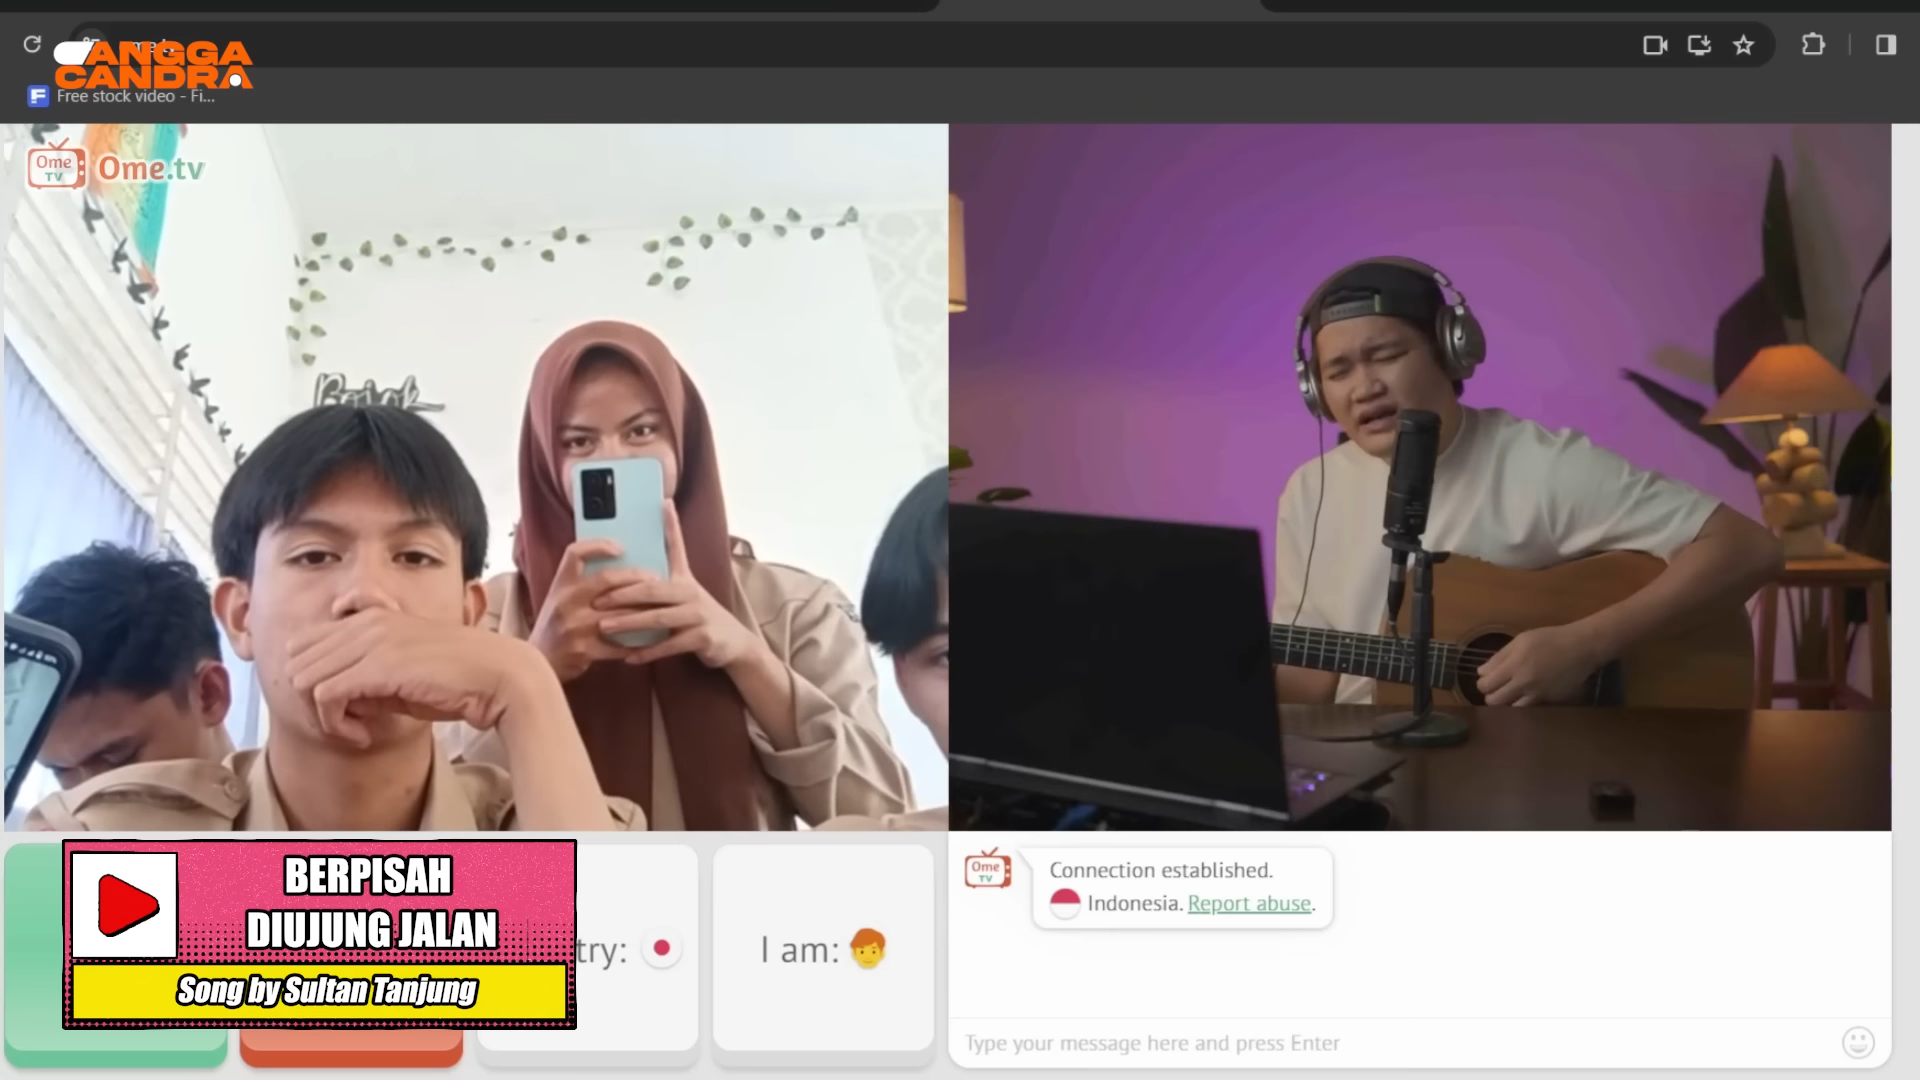 ANGGA
CANDRA
Free stock video - Fi...
Ome
TV
Ome.tv
Bojok
BERPISAH
DIUJUNG JALAN
Song by Sultan Tanjung
try:
I am:
Ome
TV
Connection established.
Indonesia. Report abuse.
Type your message here and press Enter